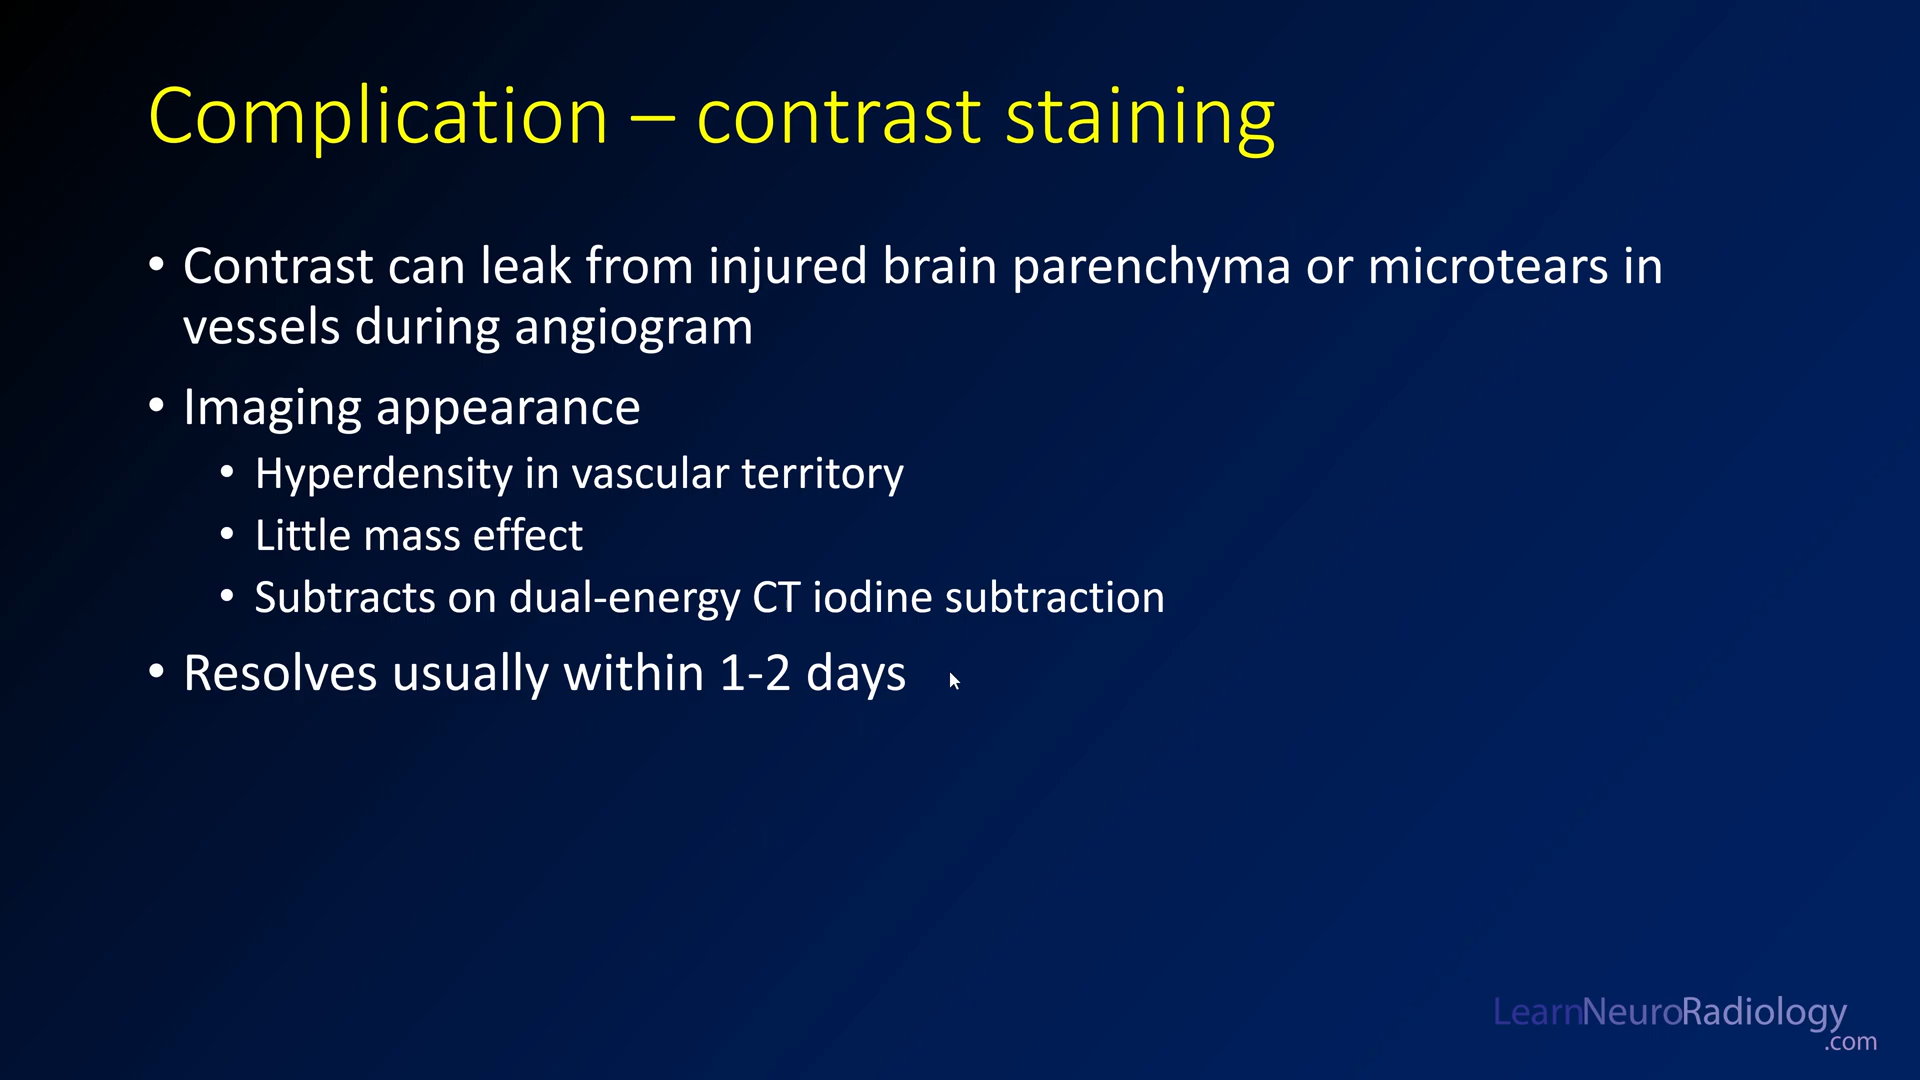 Complication – contrast staining
• Contrast can leak from injured brain parenchyma or microtears in
vessels during angiogram
• Imaging appearance
• Hyperdensity in vascular territory
• Little mass effect
• Subtracts on dual-energy CT iodine subtraction
• Resolves usually within 1-2 days
LearnNeuroRadiology
.com